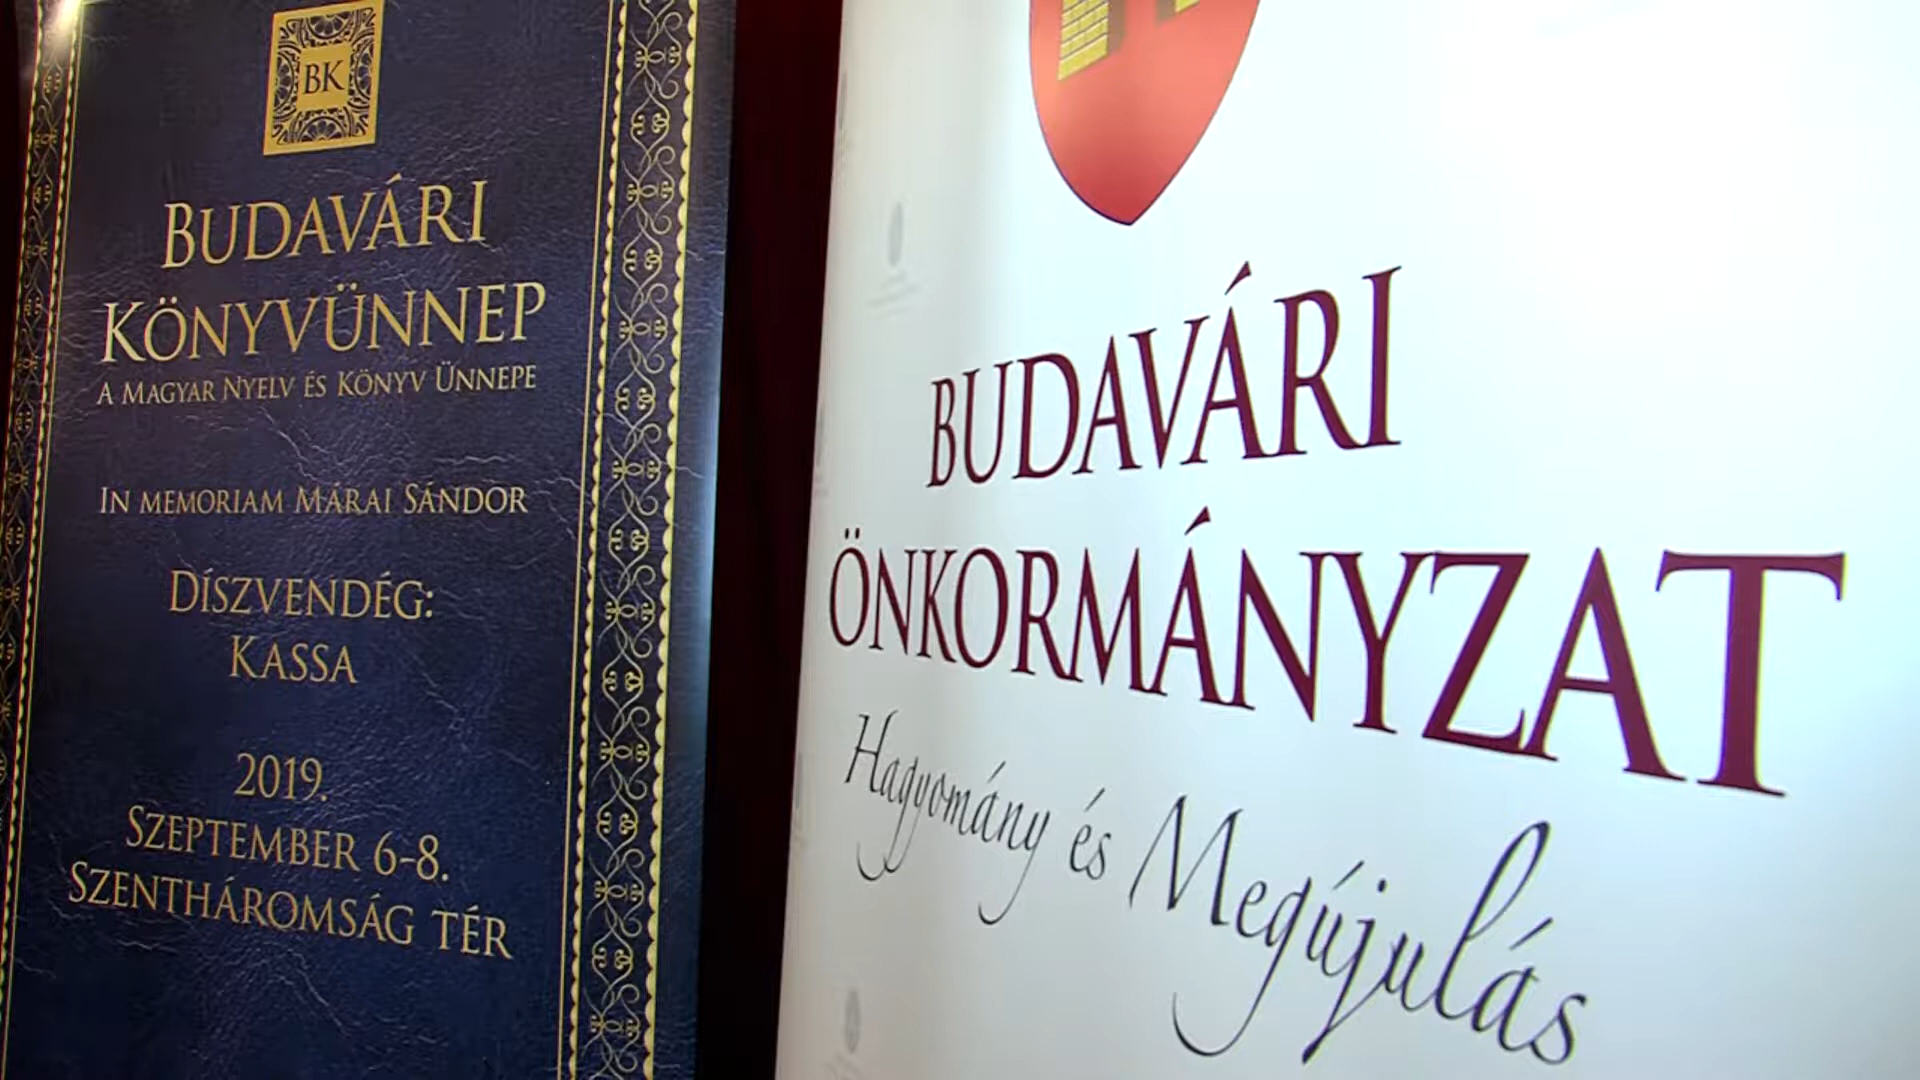 BK
BUDAVÁRI
KÖNYVÜNNEP
A MAGYAR NYELV ÉS KÖNYV ÜNNEPE
IN MEMORIAM MÁRAI SÁNDOR
DÍSZVENDÉG:
KASSA
2019.
SZEPTEMBER 6-8.
SZENTHÁROMSÁG TÉR
BUDAVÁRI
ÖNKORMÁNYZAT
Hagyomány és Megújulás